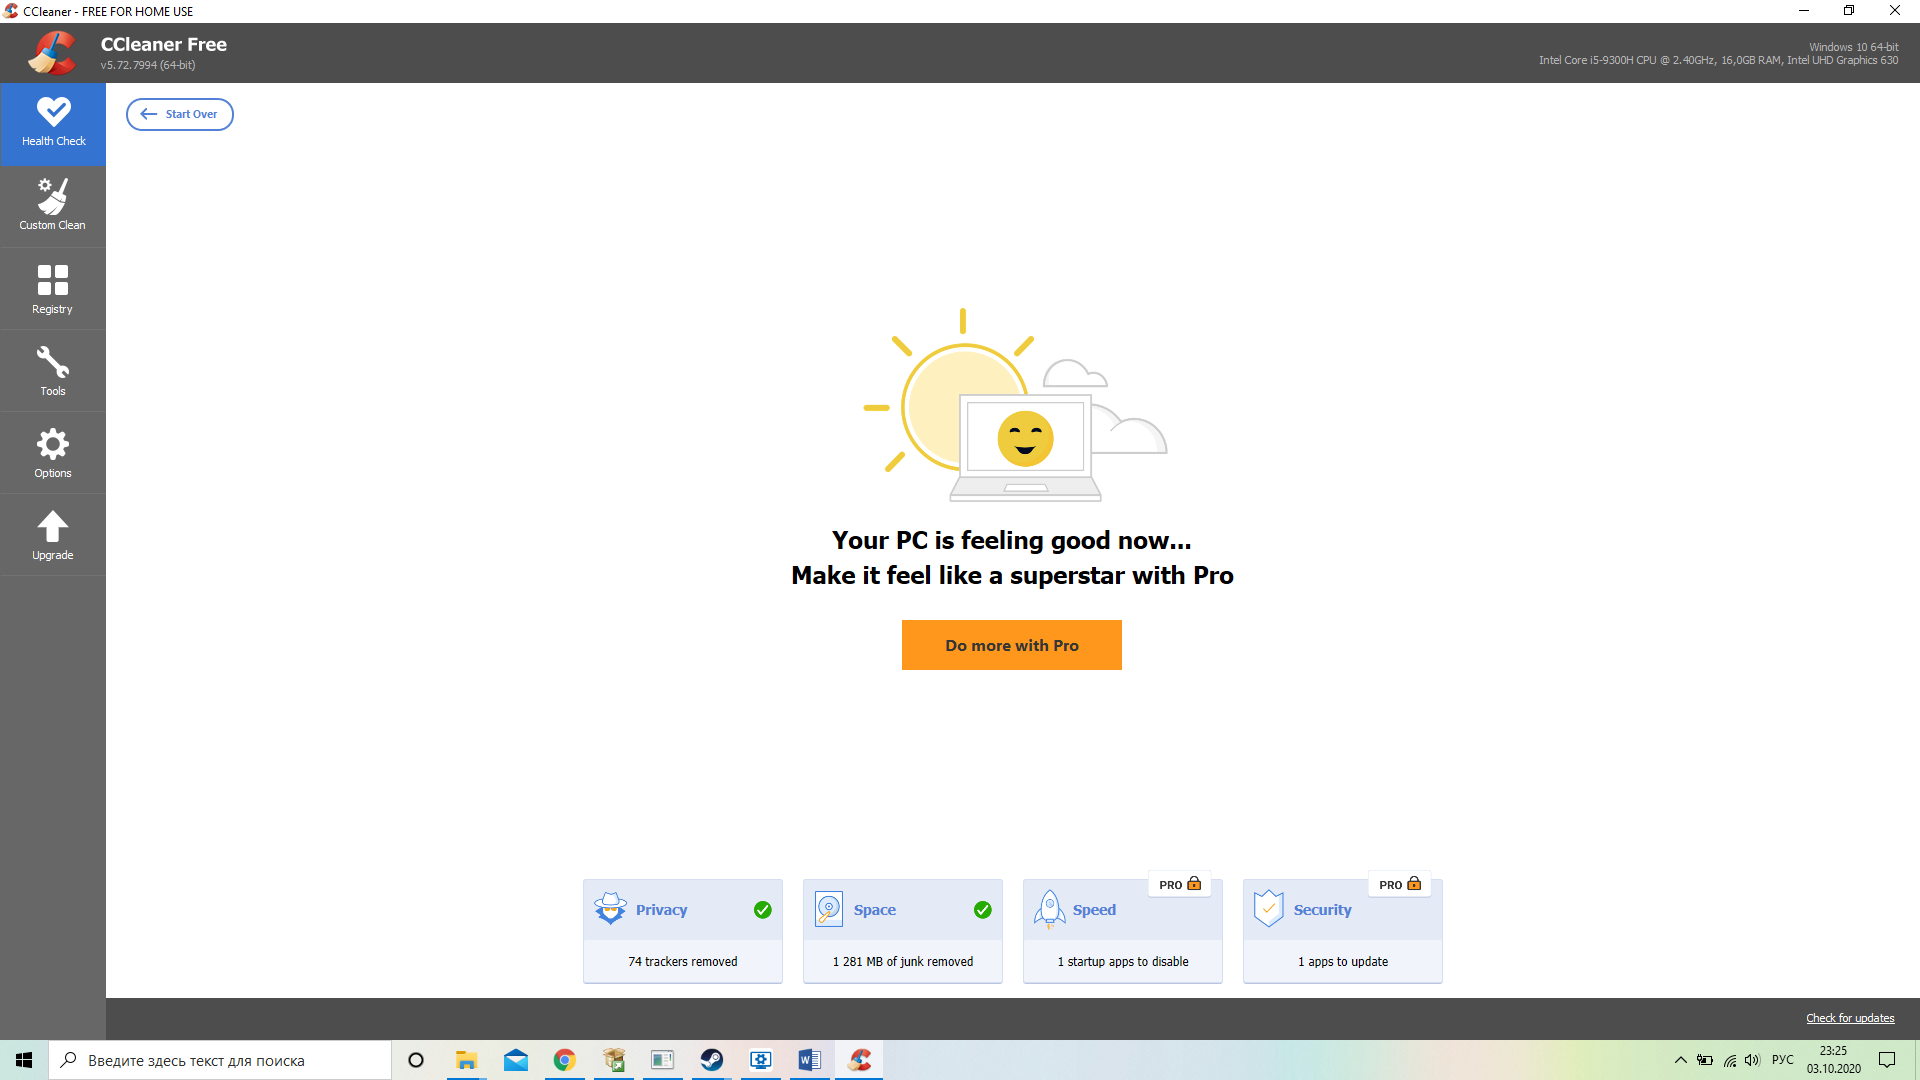 CCleaner - FREE FOR HOME USE
CCleaner Free
v5.72.7994 (64-bit)
Windows 10 64-bit
Intel Core i5-9300H CPU @ 2.40GHz, 16,0GB RAM, Intel UHD Graphics 630
Health Check
Custom Clean
Registry
Tools
Options
Upgrade
Start Over
Your PC is feeling good now...
Make it feel like a superstar with Pro
Do more with Pro
Privacy
74 trackers removed
Space
1 281 MB of junk removed
PRO
Speed
1 startup apps to disable
PRO
Security
1 apps to update
Check for updates
Введите здесь текст для поиска
РУС
23:25
03.10.2020